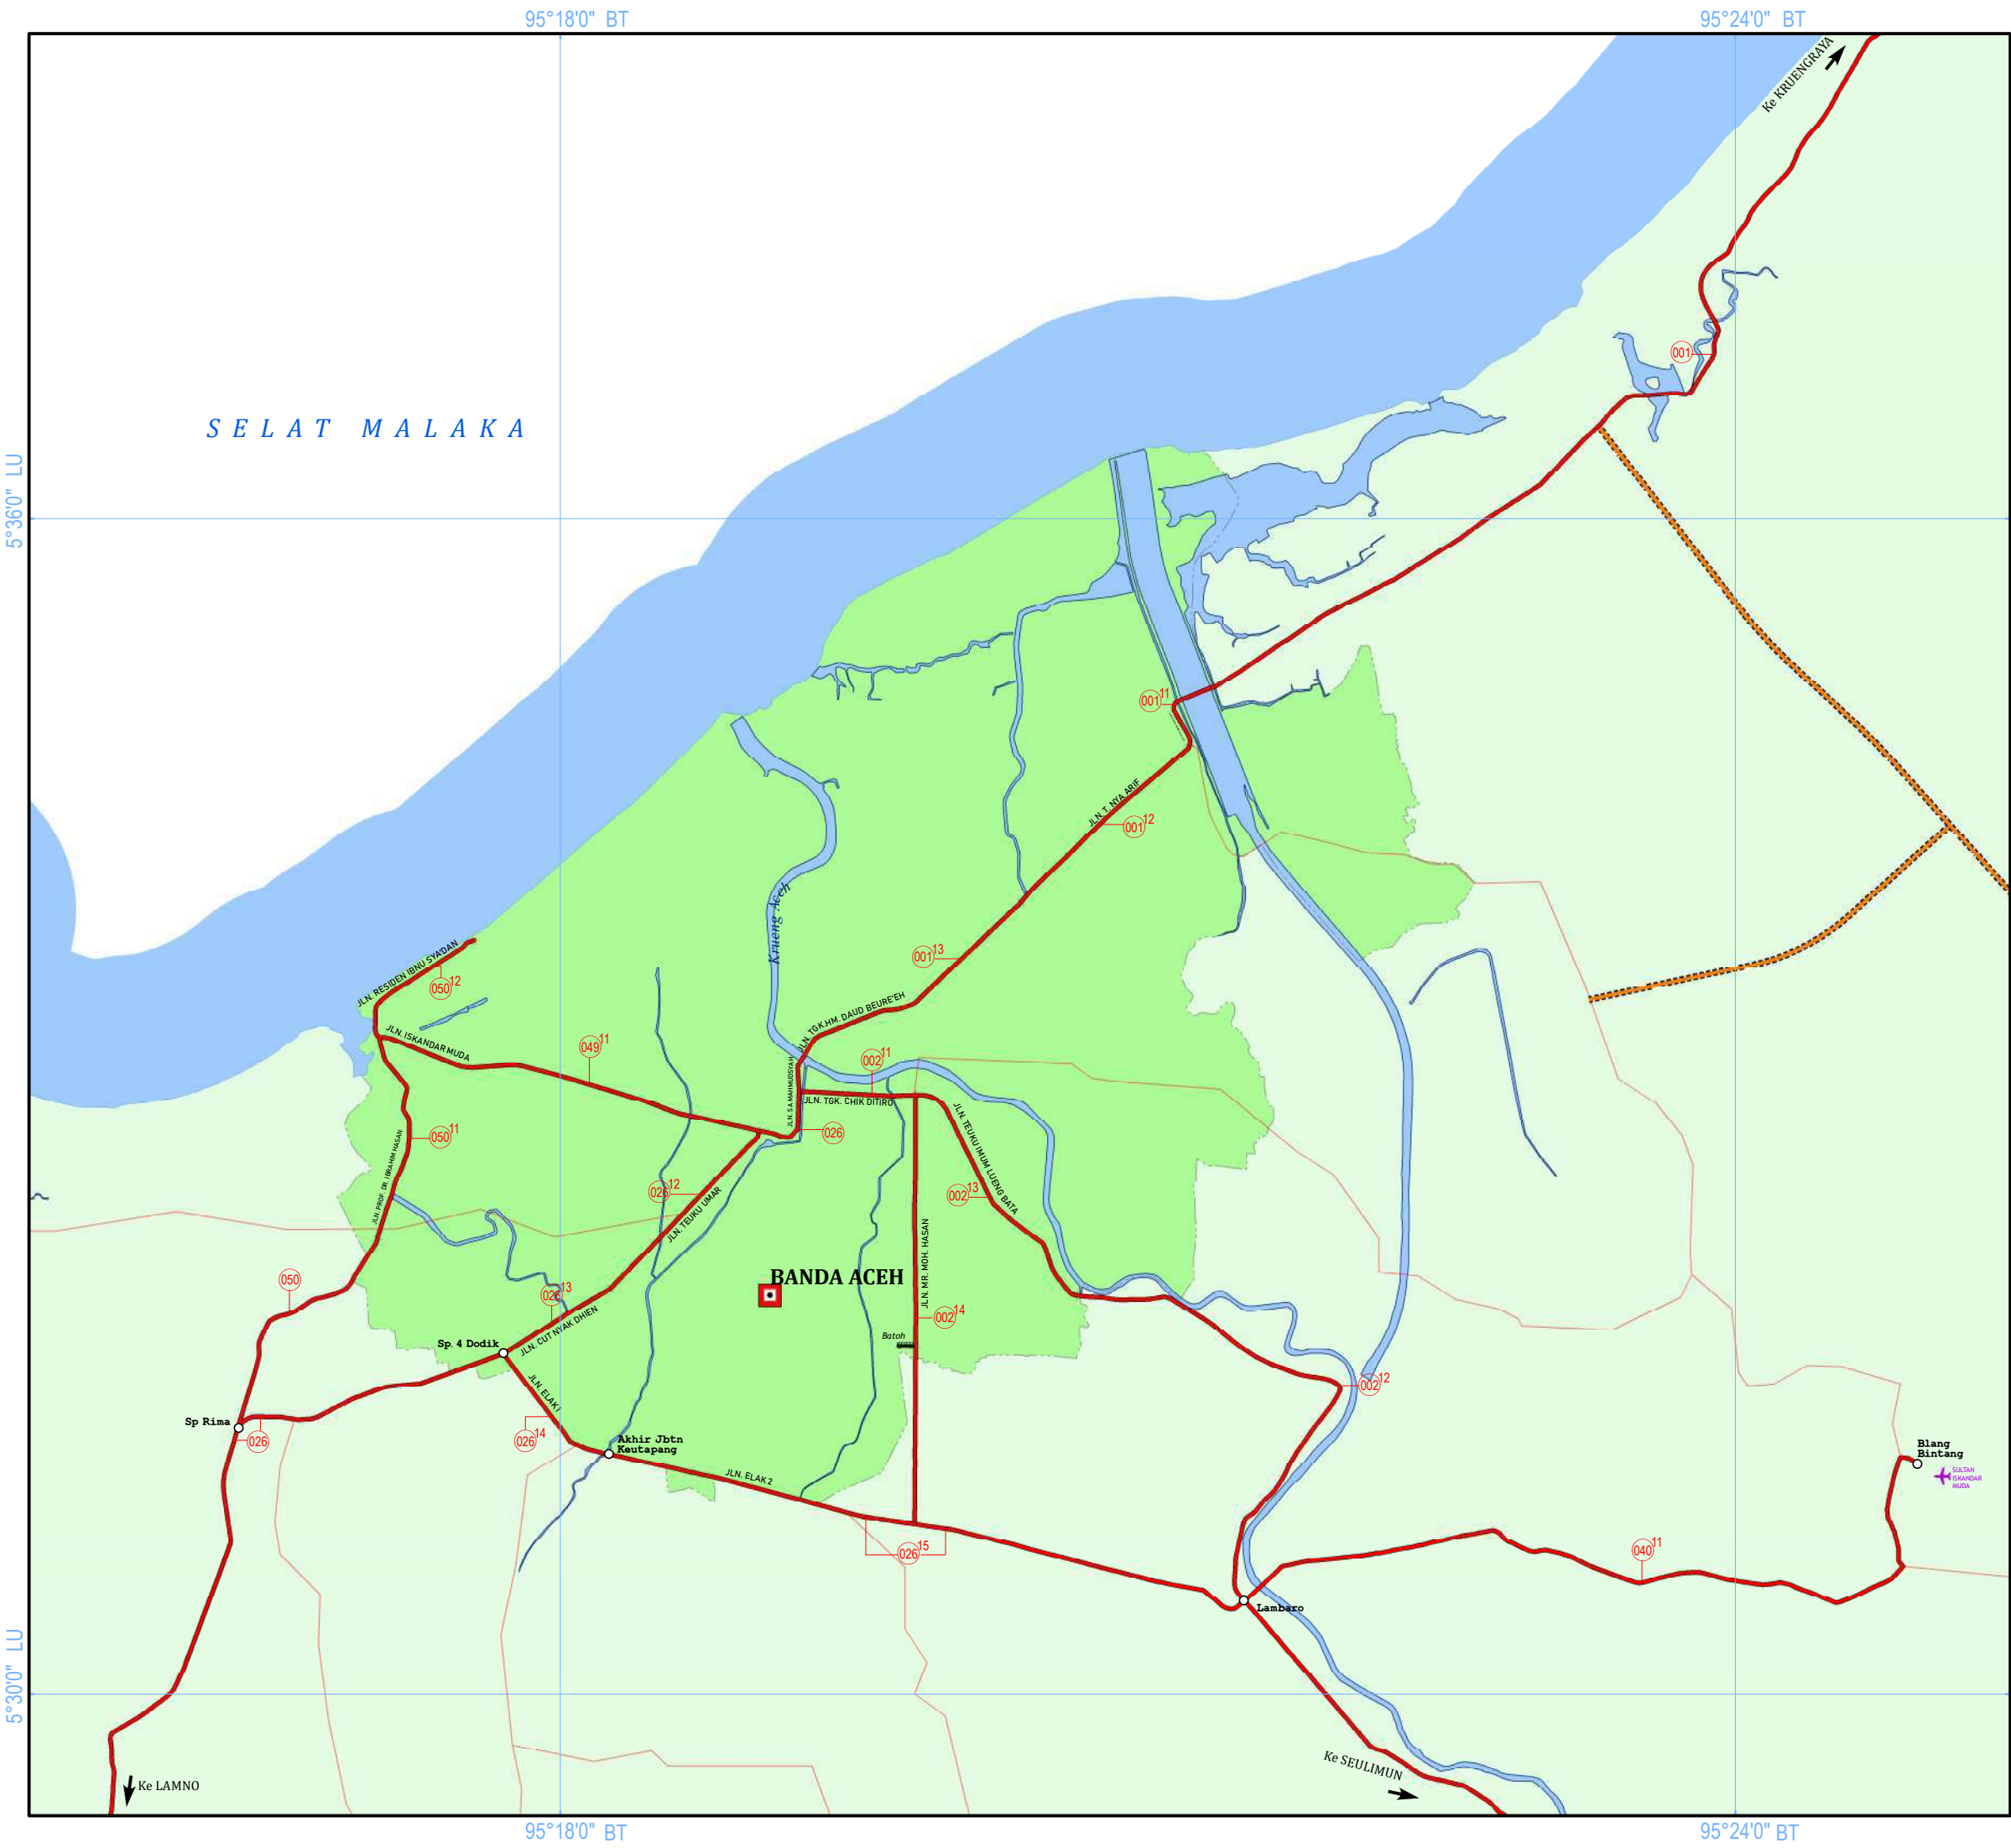 95°18'0" BT
95°24'0" BT
Ke KRUENGRAYA
001
SELAT MALAKA
5°36'0" LU
001 11
JLN. T. NYA ARIF
001 12
Krueng Aceh
001 13
JLN. RESIDEN IBNU SYA'DAN
050 12
JLN. TGK.HM. DAUD BEURE'EH
JLN. ISKANDAR MUDA
049 11
002 11
JLN. SA MAHMUDSYAH
JLN. TGK. CHIK DITIRO
026
050 11
JLN. PROF. DR. IBRAHIM HASAN
JLN. TEUKU IMUM LUENG BATA
026 12
002 13
JLN. TEUKU UMAR
050
026 13
BANDA ACEH
JLN. MR. MOH. HASAN
002 14
JLN. CUT NYAK DHIEN
Sp. 4 Dodik
Batoh
JLN. ELAK I
002 12
Sp Rima
026
026 14
Akhir Jbtn
Keutapang
JLN. ELAK 2
Blang
Bintang
SULTAN
ISKANDAR
MUDA
026 15
040 11
Lambaro
5°30'0" LU
Ke SEULIMUN
Ke LAMNO
95°18'0" BT
95°24'0" BT